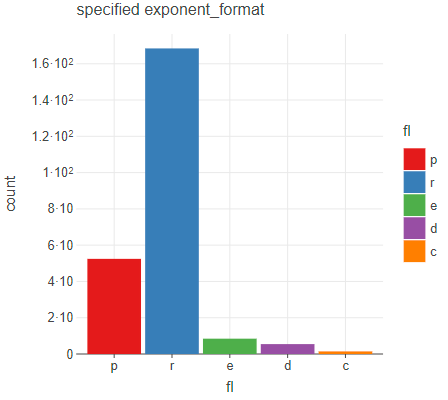 specified exponent_format
1.6·10²
1.4·10²
1.2·10²
1·10²
8·10
6·10
4·10
2·10
0
count
p
r
e
d
c
fl
fl
p
r
e
d
c